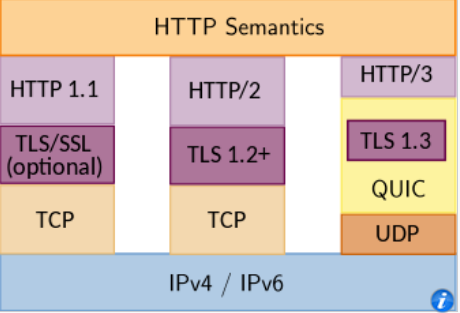 HTTP Semantics
HTTP 1.1
TLS/SSL
(optional)
TCP
HTTP/2
TLS 1.2+
TCP
HTTP/3
TLS 1.3
QUIC
UDP
IPv4 / IPv6
i